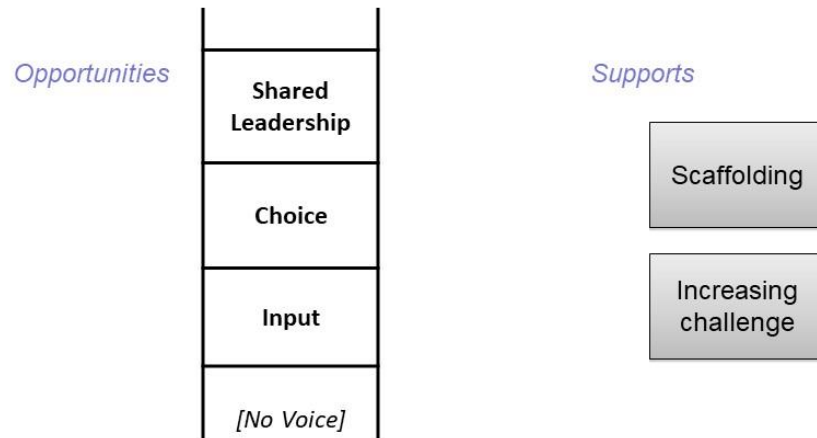 Opportunities
Shared
Leadership
Choice
Input
[No Voice]
Supports
Scaffolding
Increasing
challenge